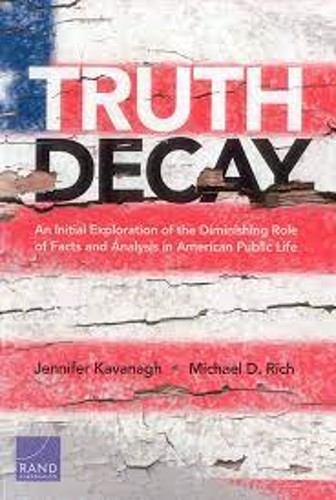 TRUTH
DECAY
An Initial Exploration of the Diminishing Role
of Facts and Analysis in American Public Life
Jennifer Kavanagh • Michael D. Rich
RAND